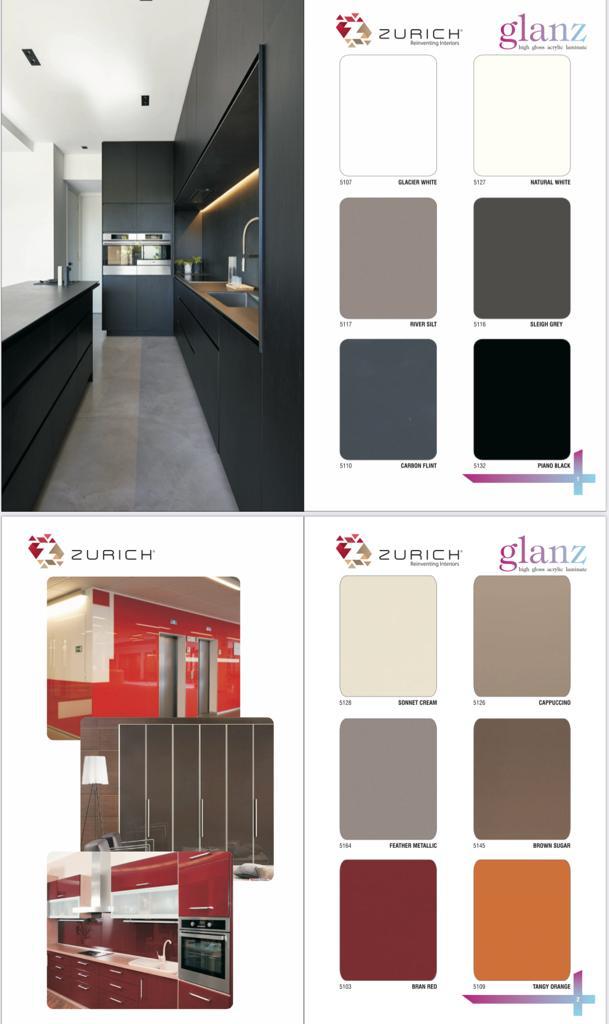 ZURICH
Reinventing Interiors
glanz
high gloss acrylic laminate
5107 GLACIER WHITE
5127 NATURAL WHITE
5117 RIVER SILT
5116 SLEIGH GREY
5110 CARBON FLINT
5132 PIANO BLACK
1
ZURICH
ZURICH
Reinventing Interiors
glanz
high gloss acrylic laminate
5128 SONNET CREAM
5126 CAPPUCCINO
5164 FEATHER METALLIC
5145 BROWN SUGAR
5103 BRAN RED
5109 TANGY ORANGE
2